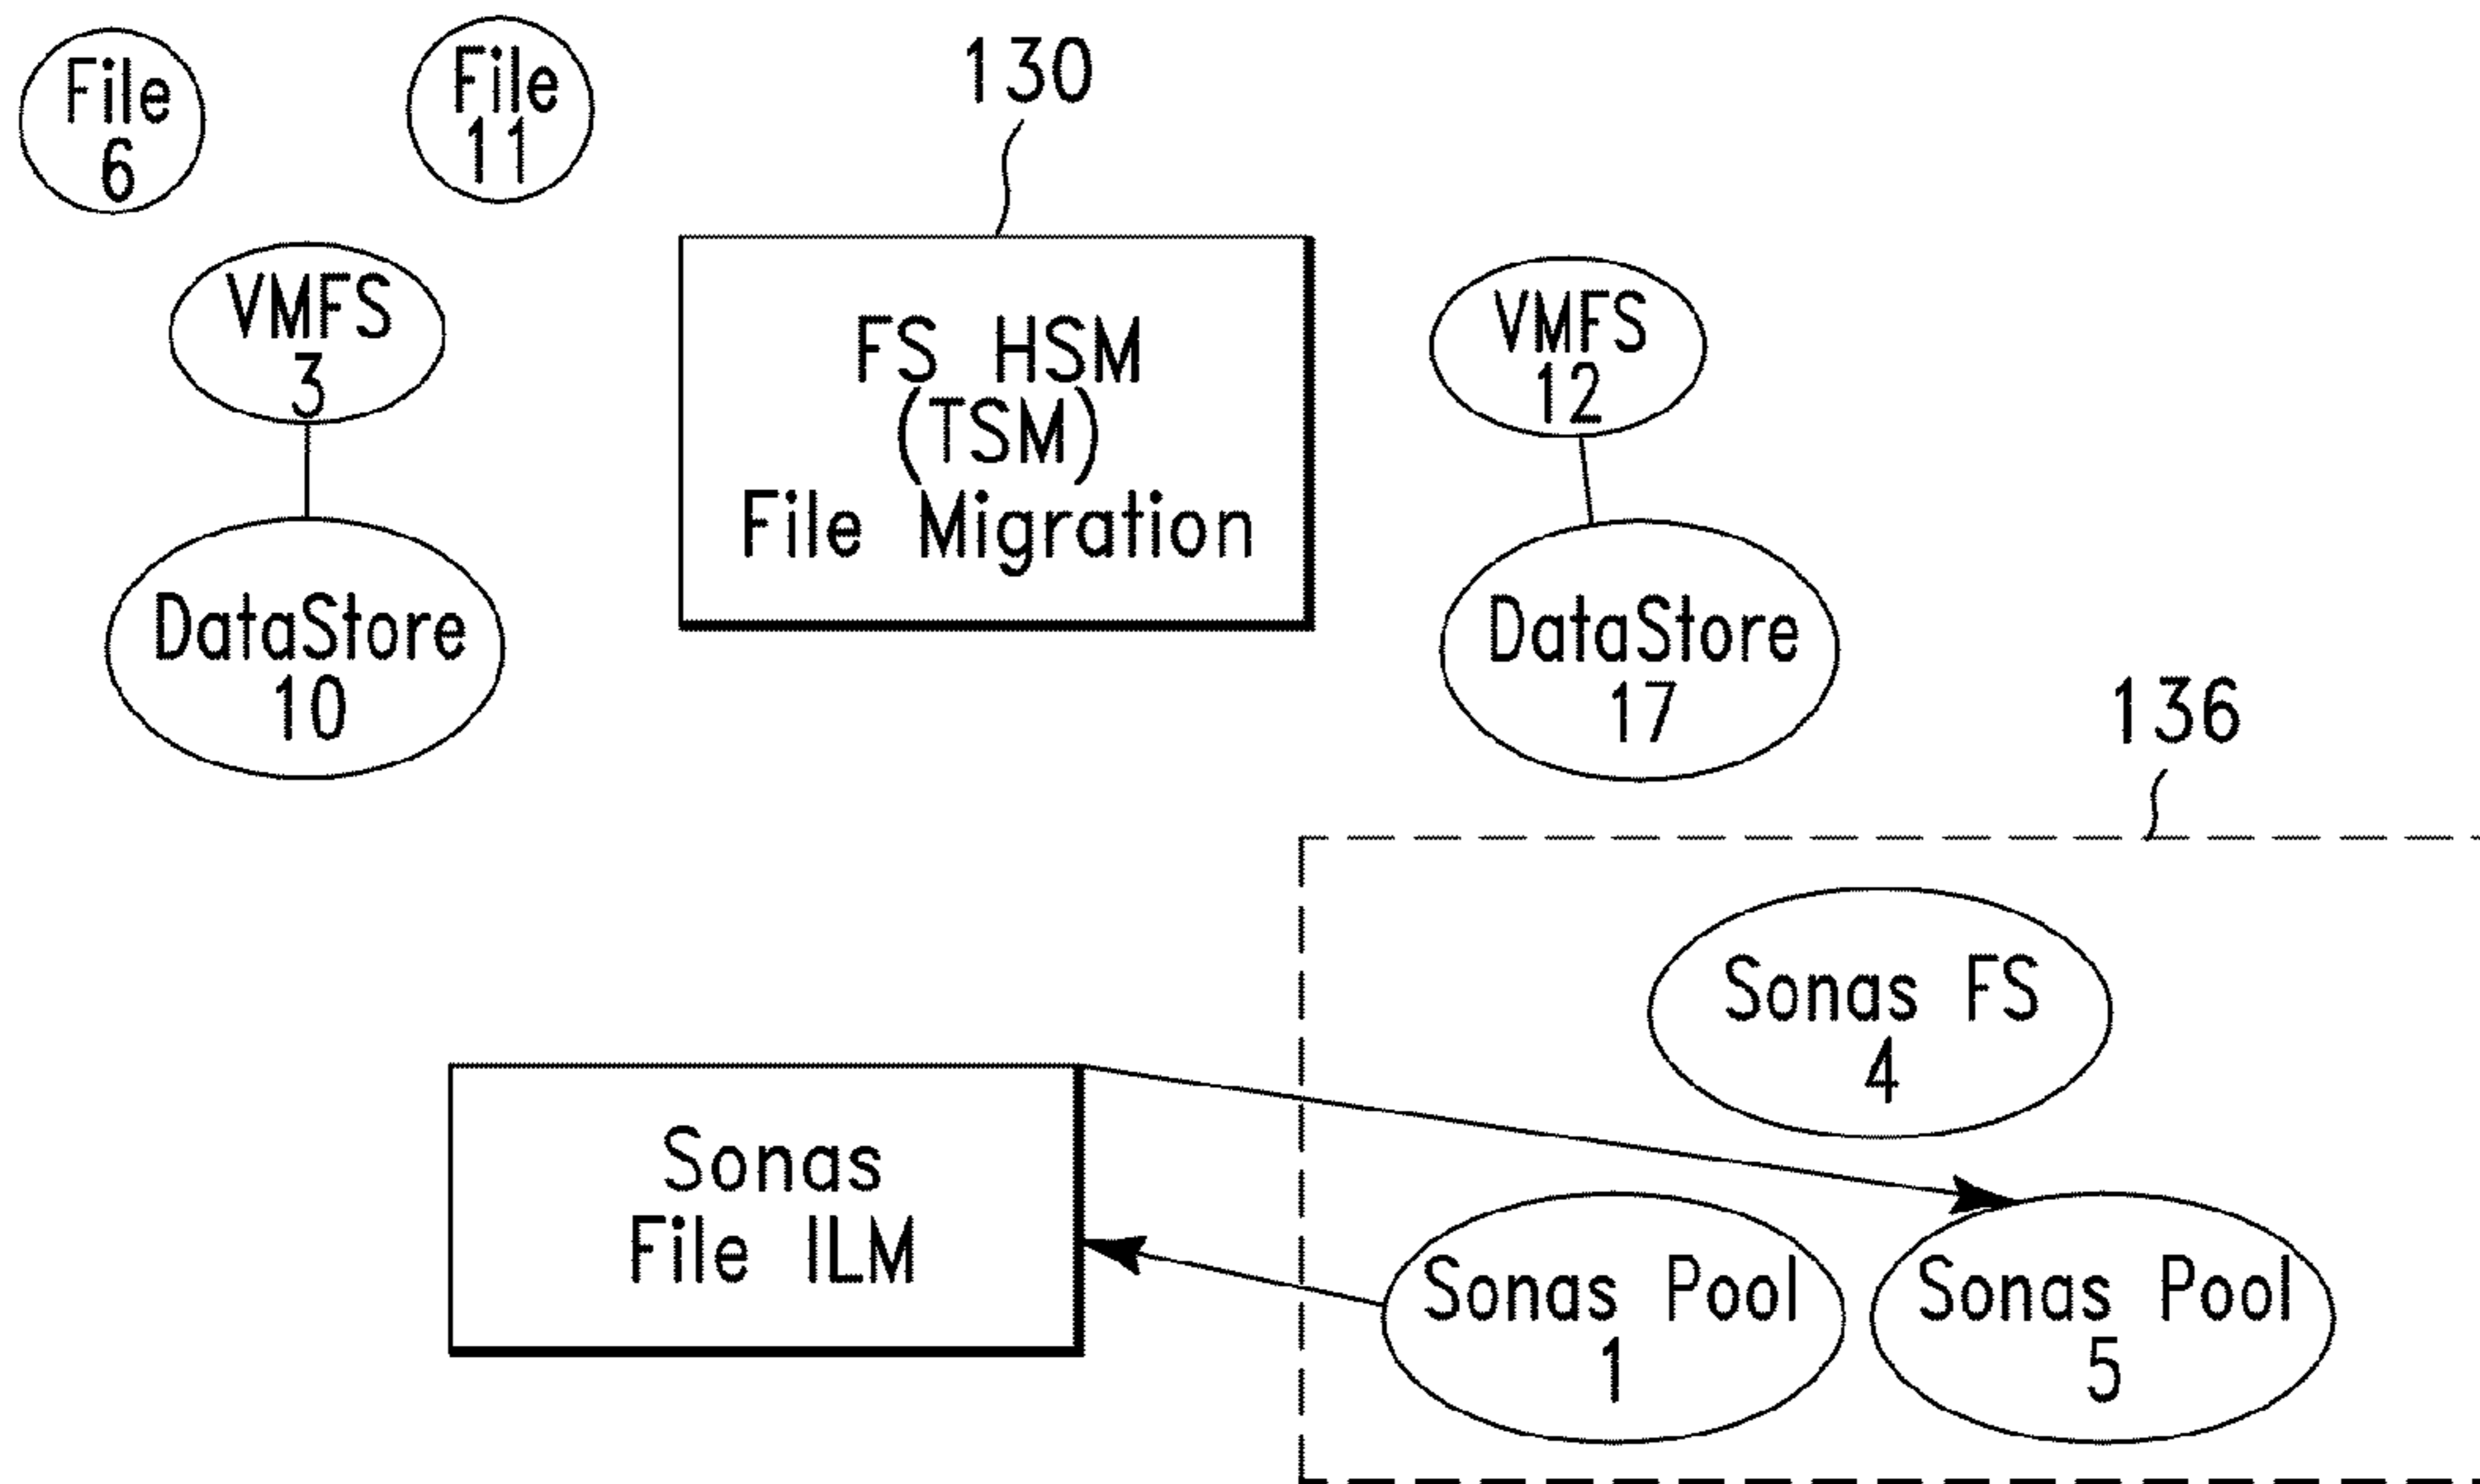 File
6
File
11
130
VMFS
3
FS HSM
(TSM)
File Migration
VMFS
12
DataStore
10
DataStore
17
136
Sonas FS
4
Sonas
File ILM
Sonas Pool
1
Sonas Pool
5